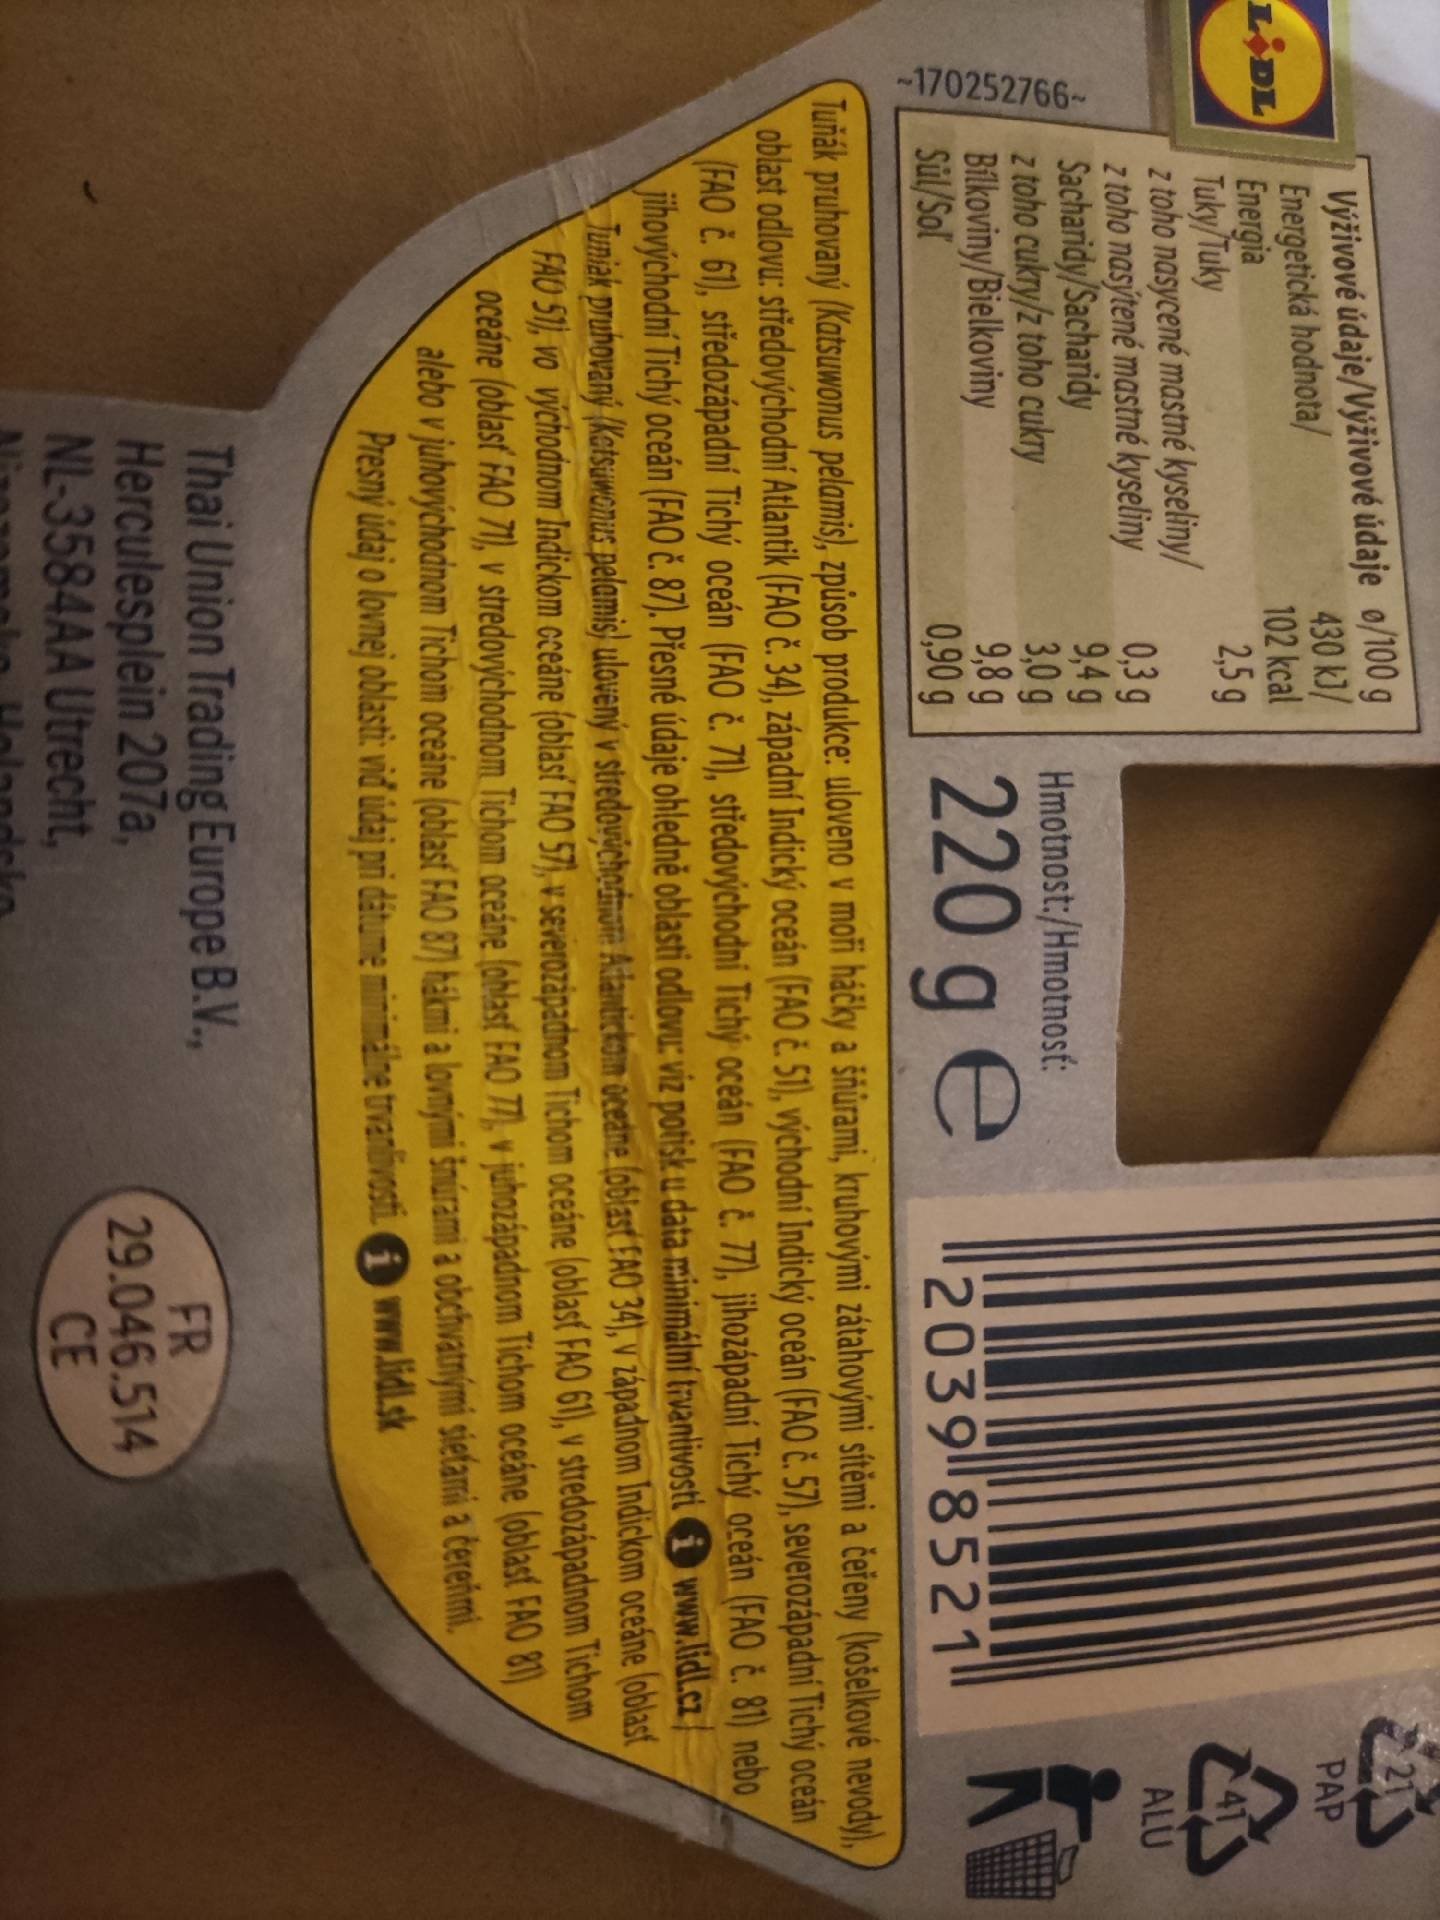 LiDL
Výživové údaje/Výživové údaje ø/100 g
Energetická hodnota/ 430 kJ/
Energia 102 kcal
Tuky/Tuky 2,5 g
z toho nasycené mastné kyseliny/
z toho nasýtené mastné kyseliny 0,3 g
Sacharidy/Sacharidy 9,4 g
z toho cukry/z toho cukry 3,0 g
Bílkoviny/Bielkoviny 9,8 g
Sůl/Soľ 0,90 g
~170252766~
Hmotnost:/Hmotnosť:
220 g e
20398521
21
PAP
41
ALU
Tuňák pruhovaný (Katsuwonus pelamis), způsob produkce: uloveno v moři háčky a šňůrami, kruhovými zátahovými sítěmi a čeřeny (košelkové nevody),
oblast odlovu: středovýchodní Atlantik (FAO č. 34), západní Indický oceán (FAO č. 51), východní Indický oceán (FAO č. 57), severozápadní Tichý oceán
(FAO č. 61), středozápadní Tichý oceán (FAO č. 71), středovýchodní Tichý oceán (FAO č. 77), jihozápadní Tichý oceán (FAO č. 81) nebo
jihovýchodní Tichý oceán (FAO č. 87). Přesné údaje ohledně oblasti odlovu: viz potisk u data minimální trvanlivosti i www.lidl.cz
Tuniak pruhovaný (Katsuwonus pelamis) ulovený v stredovýchodnom Atlantickom oceáne (oblasť FAO 34), v západnom Indickom oceáne (oblasť
FAO 51), vo východnom Indickom oceáne (oblasť FAO 57), v severozápadnom Tichom oceáne (oblasť FAO 61), v stredozápadnom Tichom
oceáne (oblasť FAO 71), v stredovýchodnom Tichom oceáne (oblasť FAO 77), v juhozápadnom Tichom oceáne (oblasť FAO 81)
alebo v juhovýchodnom Tichom oceáne (oblasť FAO 87) hákmi a lovnými šnúrami a obchvatnými sieťami a čereňmi.
Presný údaj o lovnej oblasti: viď údaj pri dátume minimálne trvanlivosti. i www.lidl.sk
Thai Union Trading Europe B.V.,
Herculesplein 207a,
NL-3584AA Utrecht,
FR
29.046.514
CE